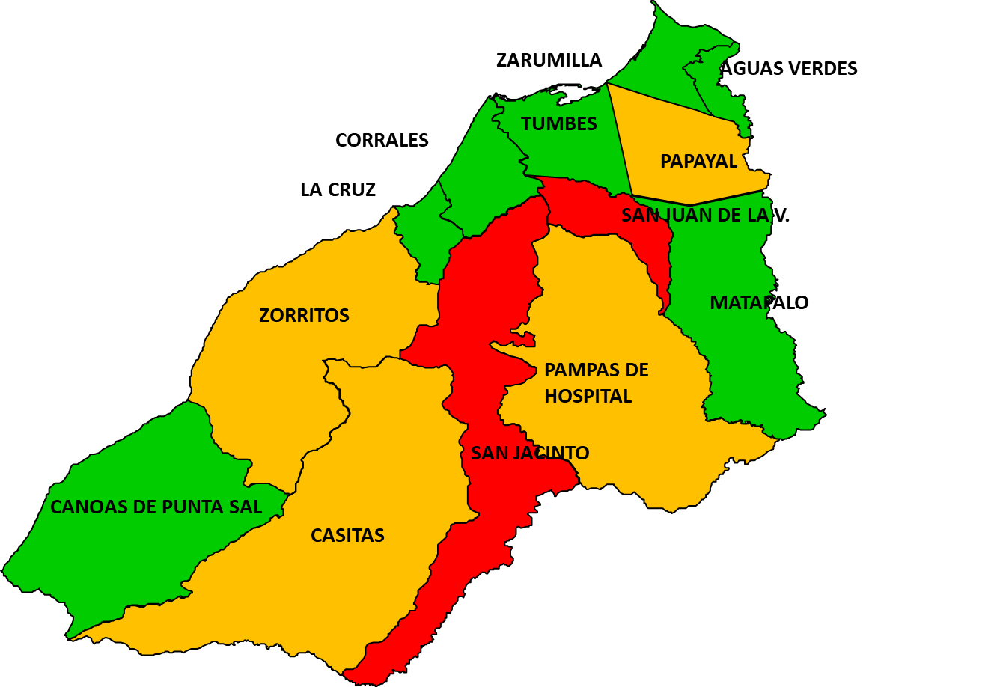 ZARUMILLA
AGUAS VERDES
TUMBES
CORRALES
PAPAYAL
LA CRUZ
SAN JUAN DE LA V.
MATAPALO
ZORRITOS
PAMPAS DE
HOSPITAL
SAN JACINTO
CANOAS DE PUNTA SAL
CASITAS